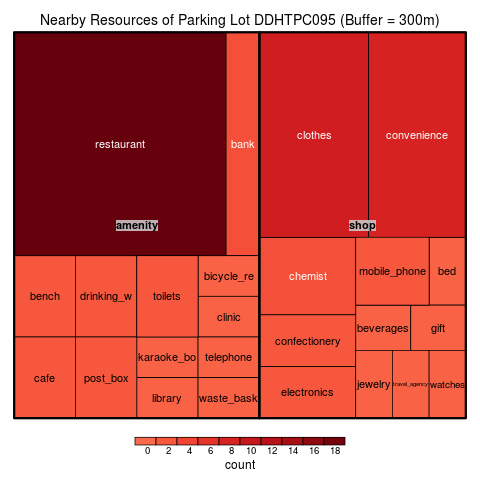 Nearby Resources of Parking Lot DDHTPC095 (Buffer = 300m)
restaurant
bank
amenity
bench
drinking_w
toilets
bicycle_re
clinic
cafe
post_box
karaoke_bo
telephone
library
waste_bask
clothes
convenience
shop
chemist
mobile_phone
bed
confectionery
beverages
gift
electronics
jewelry
travel_agency
watches
0 2 4 6 8 10 12 14 16 18
count